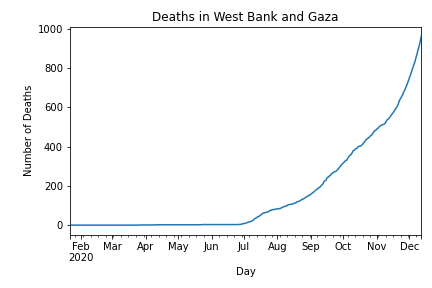 Deaths in West Bank and Gaza
1000
800
600
400
200
0
Number of Deaths
Feb Mar Apr May Jun Jul Aug Sep Oct Nov Dec
2020
Day